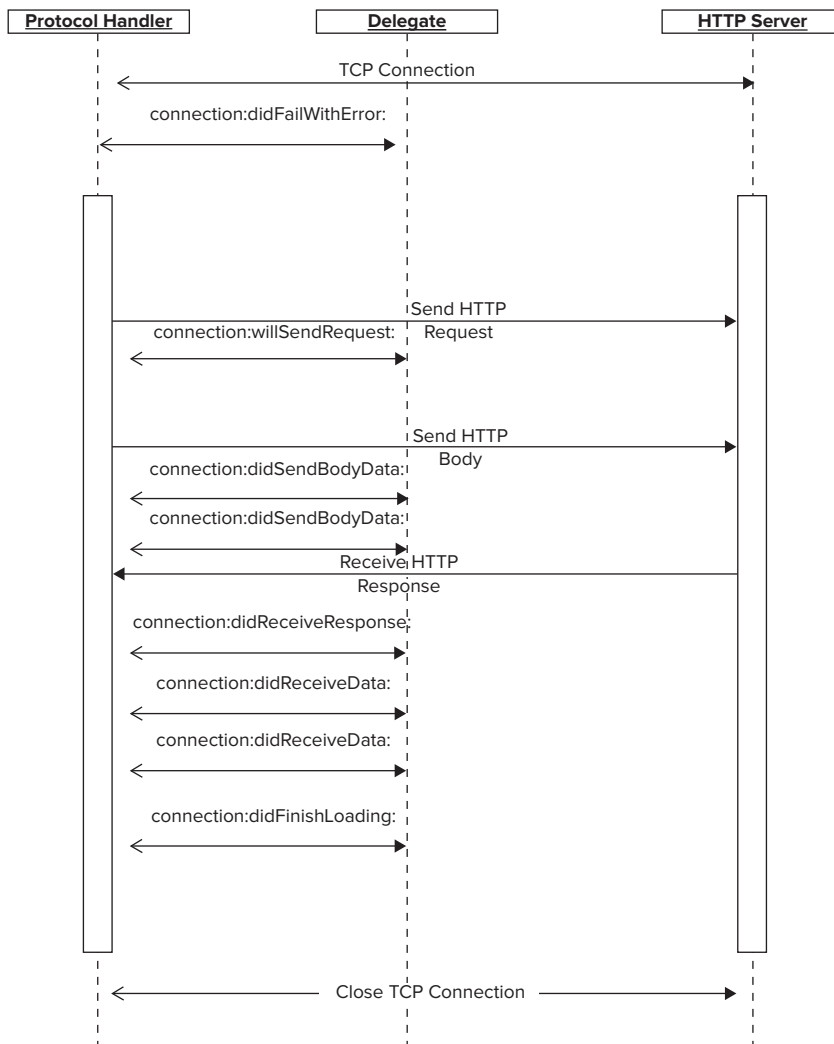 Protocol Handler
Delegate
HTTP Server
TCP Connection
connection:didFailWithError:
Send HTTP
Request
connection:willSendRequest:
Send HTTP
Body
connection:didSendBodyData:
connection:didSendBodyData:
Receive HTTP
Response
connection:didReceiveResponse:
connection:didReceiveData:
connection:didReceiveData:
connection:didFinishLoading:
Close TCP Connection